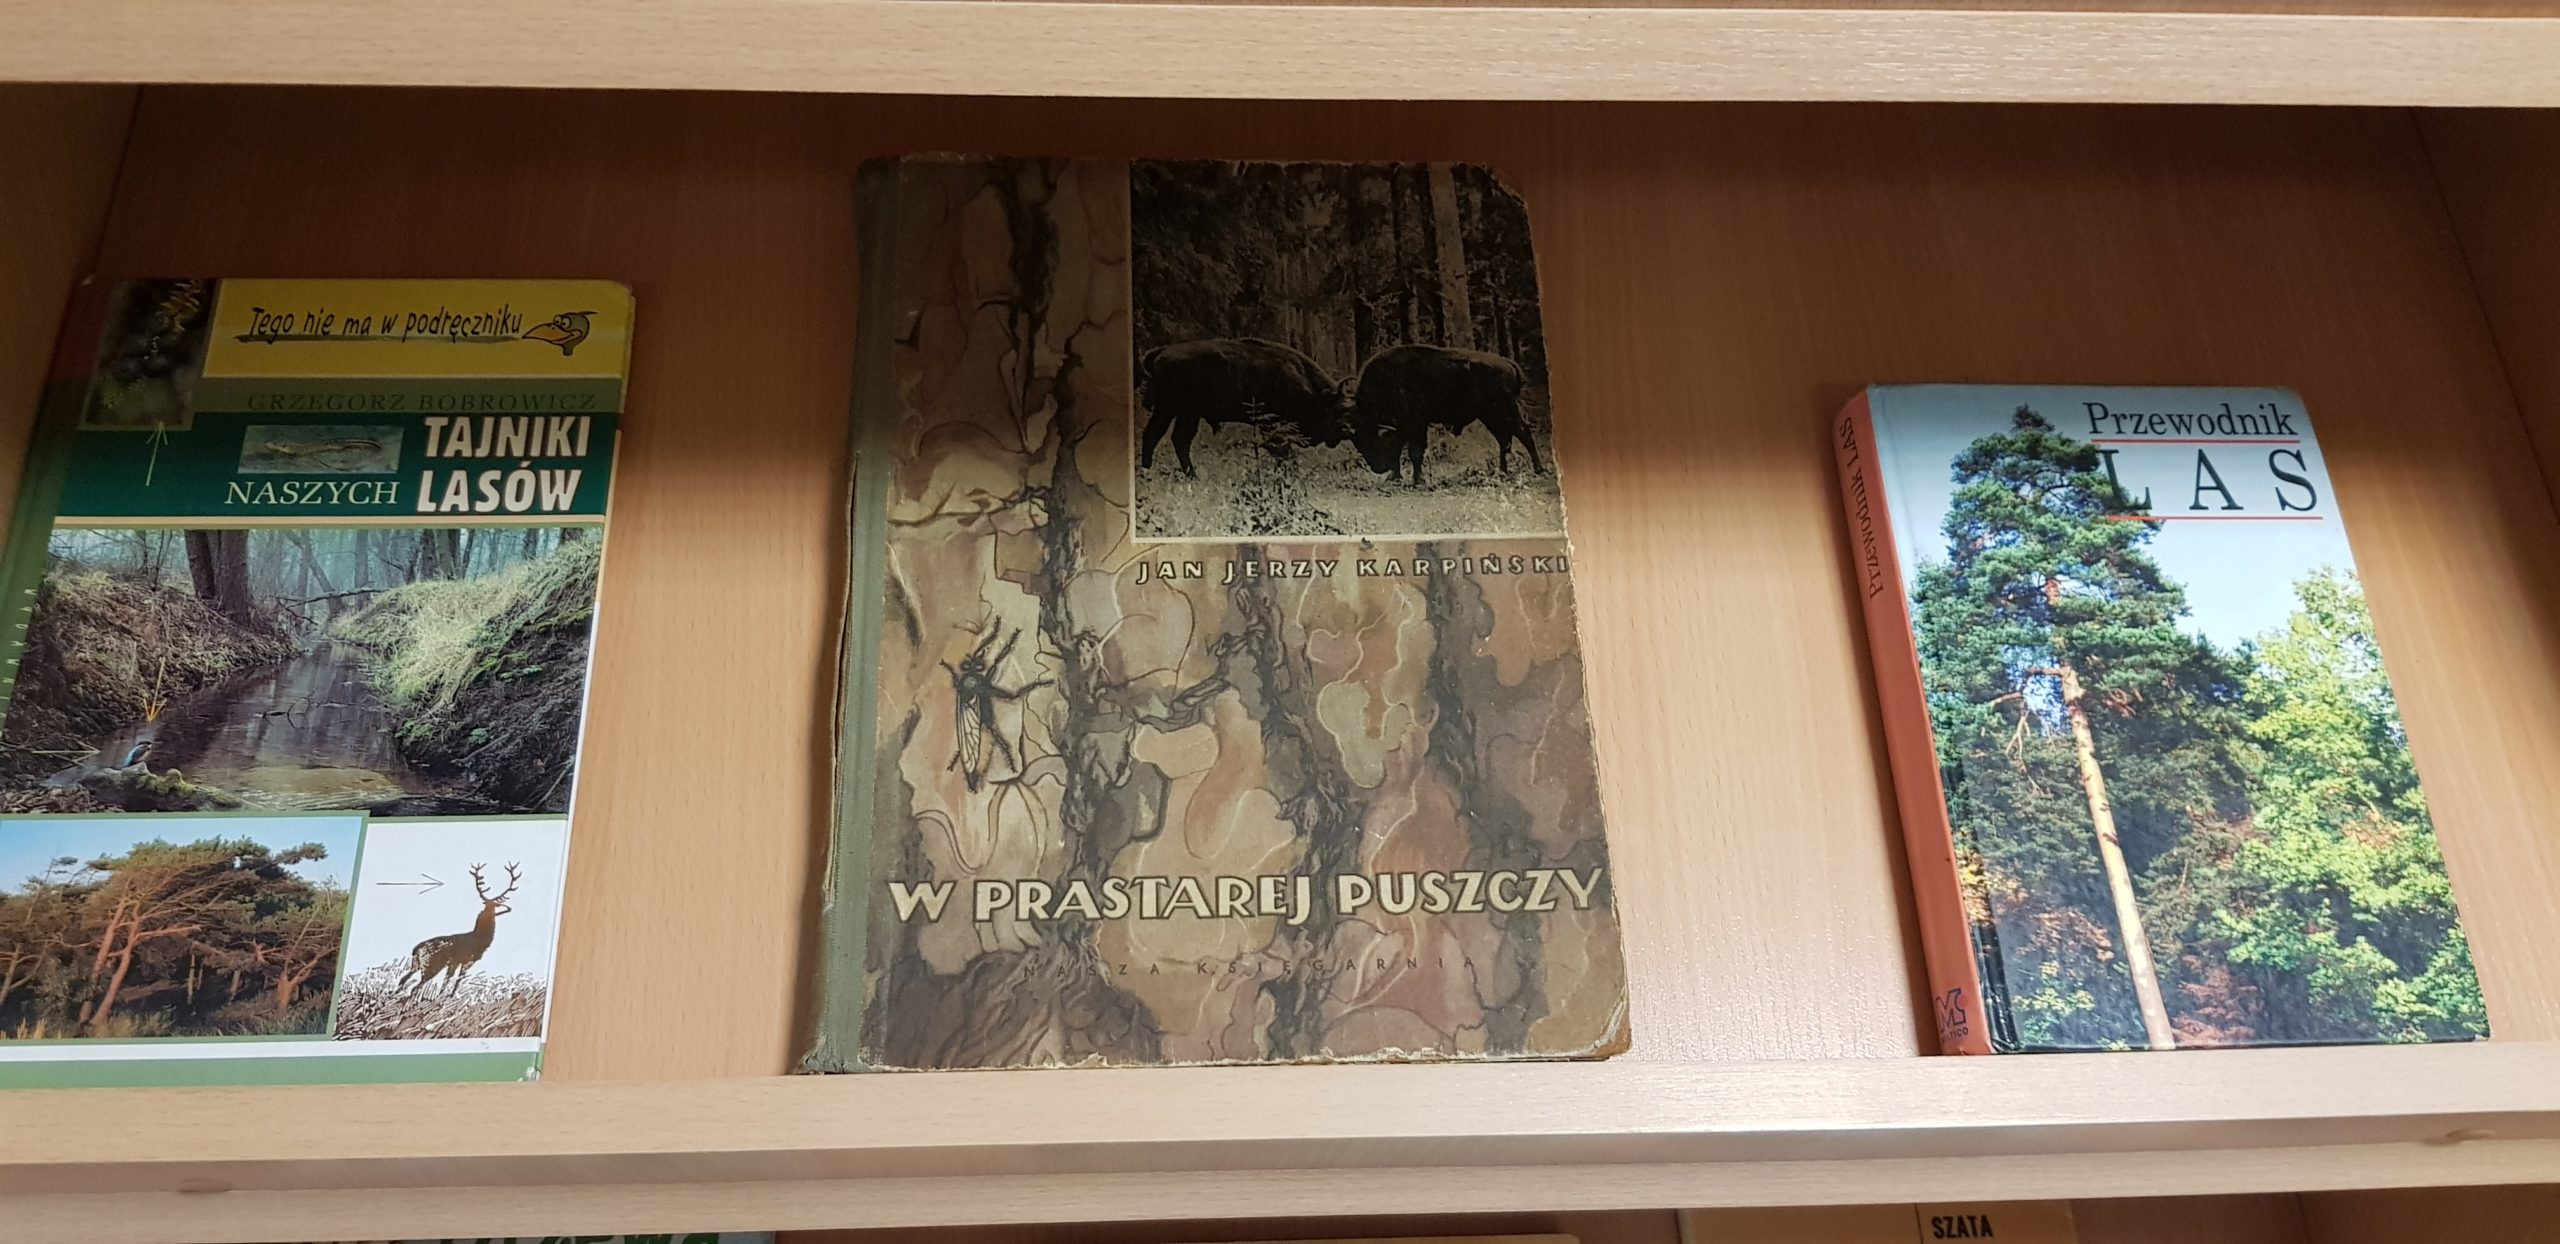 Tego nie ma w podręczniku
GRZEGORZ BOBROWICZ
TAJNIKI
NASZYCH LASÓW
JAN JERZY KARPIŃSKI
W PRASTAREJ PUSZCZY
NASZA KSIĘGARNIA
Przewodnik LAS
Przewodnik
LAS
SZATA